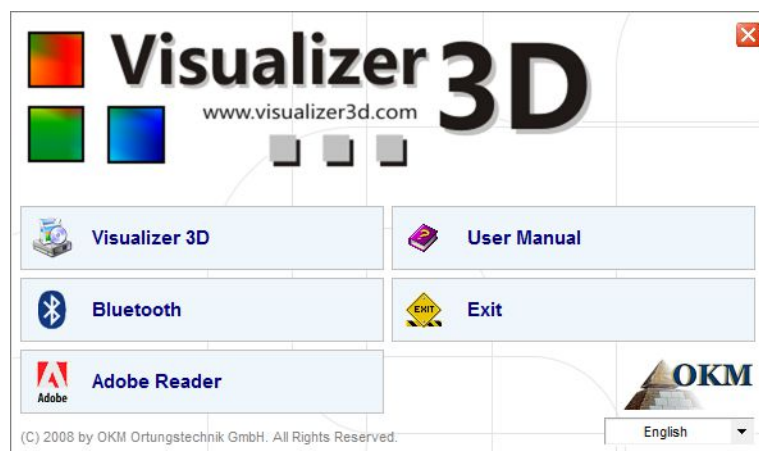 Visualizer 3D
www.visualizer3d.com
Visualizer 3D
User Manual
Bluetooth
EXIT
Exit
Adobe
Adobe Reader
OKM
(C) 2008 by OKM Ortungstechnik GmbH. All Rights Reserved.
English